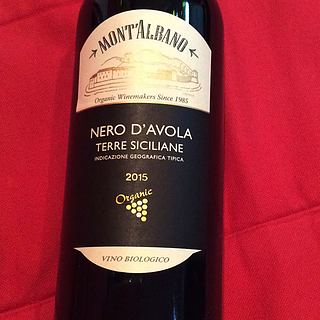 MONT'ALBANO
Organic Winemakers Since 1985
NERO D'AVOLA
TERRE SICILIANE
INDICAZIONE GEOGRAFICA TIPICA
2015
Organic
VINO BIOLOGICO